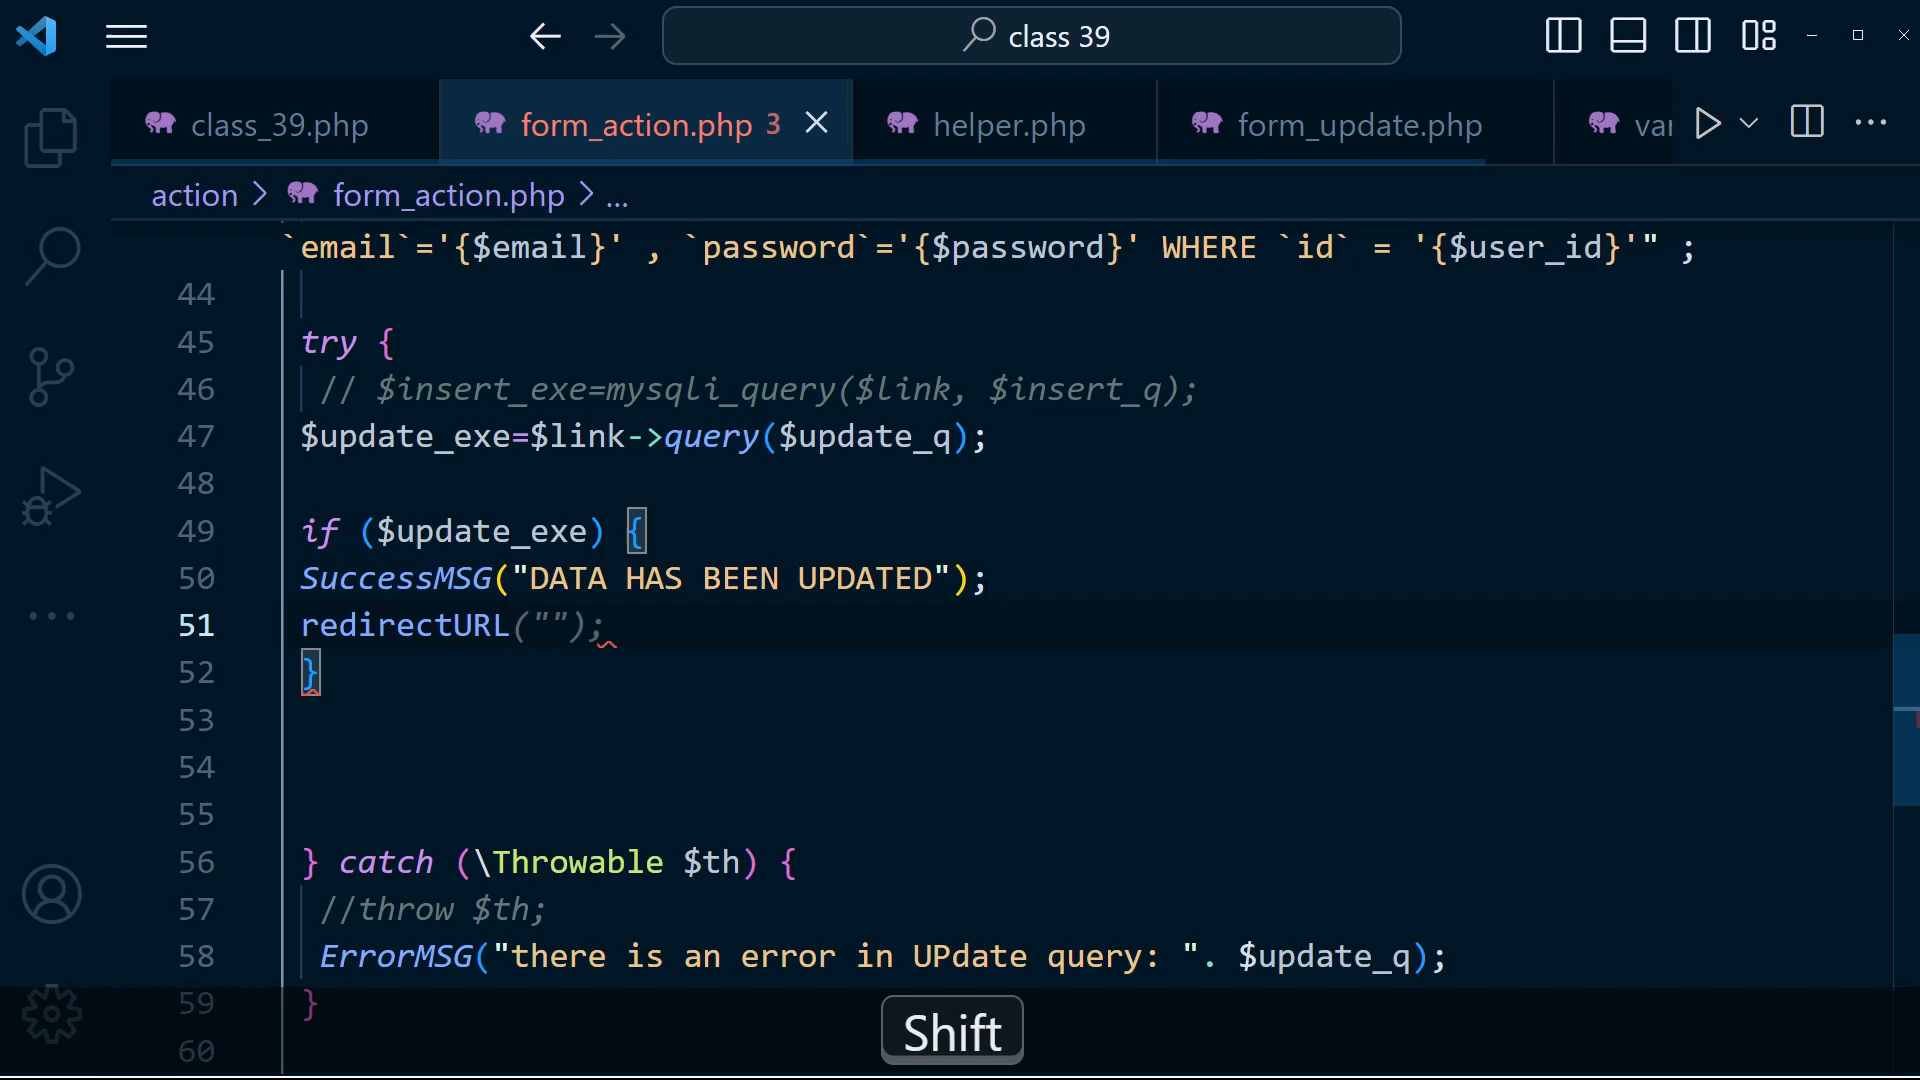 class 39
class_39.php
form_action.php 3
helper.php
form_update.php
var
action > form_action.php > ...
`email`='{$email}' , `password`='{$password}' WHERE `id` = '{$user_id}'" ;
44
45 try {
46 // $insert_exe=mysqli_query($link, $insert_q);
47 $update_exe=$link->query($update_q);
48
49 if ($update_exe) {
50 SuccessMSG("DATA HAS BEEN UPDATED");
51 redirectURL("");
52 }
53
54
55
56 } catch (\Throwable $th) {
57 //throw $th;
58 ErrorMSG("there is an error in UPdate query: ". $update_q);
59 }
60
Shift